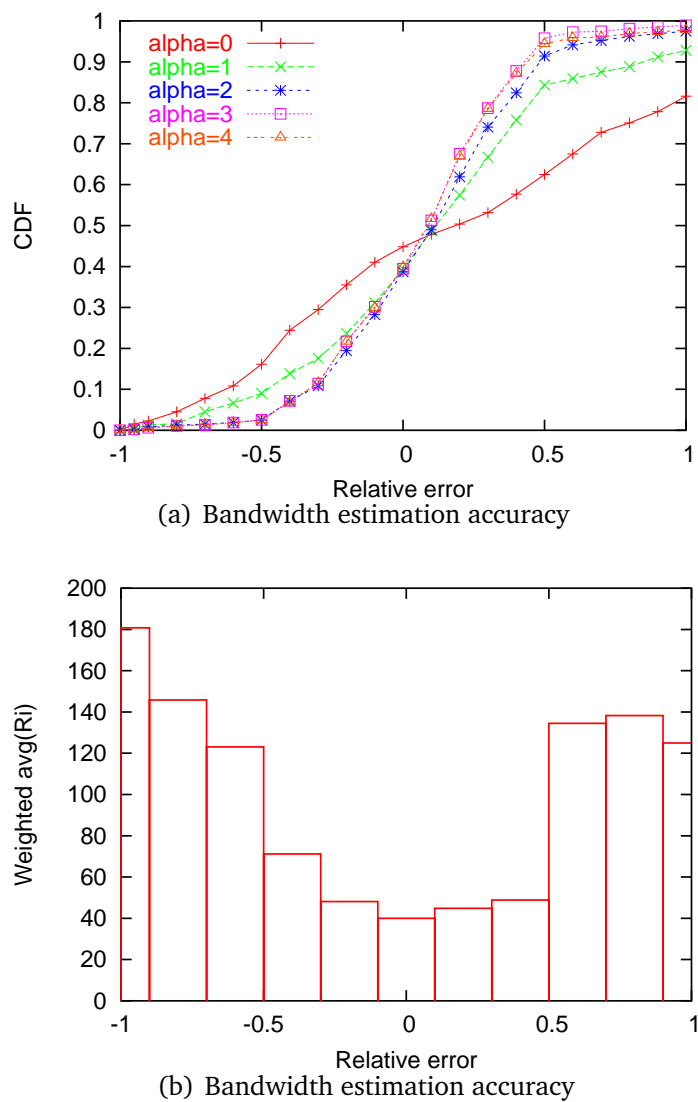 1
0.9
0.8
0.7
0.6
0.5
0.4
0.3
0.2
0.1
0
CDF
alpha=0
alpha=1
alpha=2
alpha=3
alpha=4
-1 -0.5 0 0.5 1
Relative error
(a) Bandwidth estimation accuracy
200
180
160
140
120
100
80
60
40
20
0
Weighted avg(Ri)
-1 -0.5 0 0.5 1
Relative error
(b) Bandwidth estimation accuracy